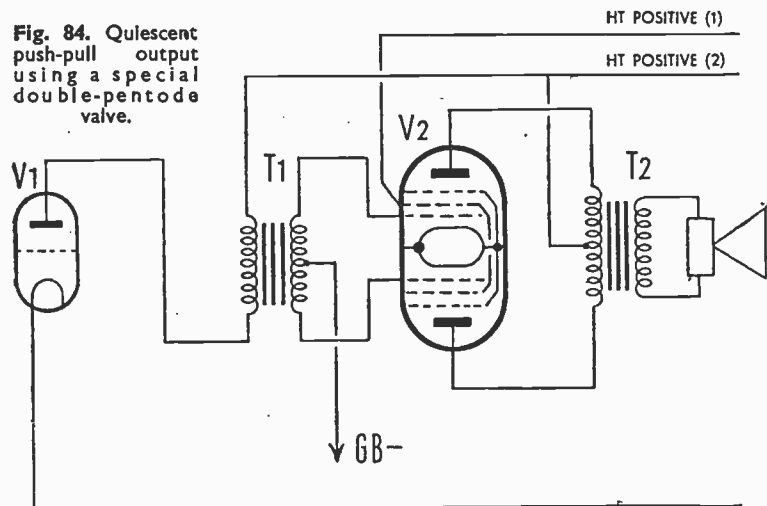 Fig. 84. Quiescent
push-pull output
using a special
double-pentode
valve.
HT POSITIVE (1)
HT POSITIVE (2)
V1
T1
V2
T2
GB-